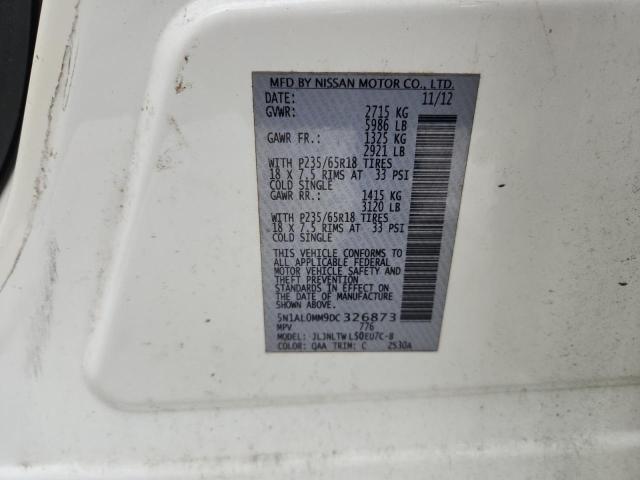 MFD BY NISSAN MOTOR CO., LTD.
DATE: 11/12
GVWR: 2715 KG
5986 LB
GAWR FR.: 1325 KG
2921 LB
WITH P235/65R18 TIRES
18 X 7.5 RIMS AT 33 PSI
COLD SINGLE
GAWR RR.: 1415 KG
3120 LB
WITH P235/65R18 TIRES
18 X 7.5 RIMS AT 33 PSI
COLD SINGLE
THIS VEHICLE CONFORMS TO
ALL APPLICABLE FEDERAL
MOTOR VEHICLE SAFETY AND
THEFT PREVENTION
STANDARDS IN EFFECT ON
THE DATE OF MANUFACTURE
SHOWN ABOVE.
5N1AL0MM9DC326873
MPV 776
MODEL: JLJNLTWL50EU7C-B
COLOR: QAA TRIM: C 2530A